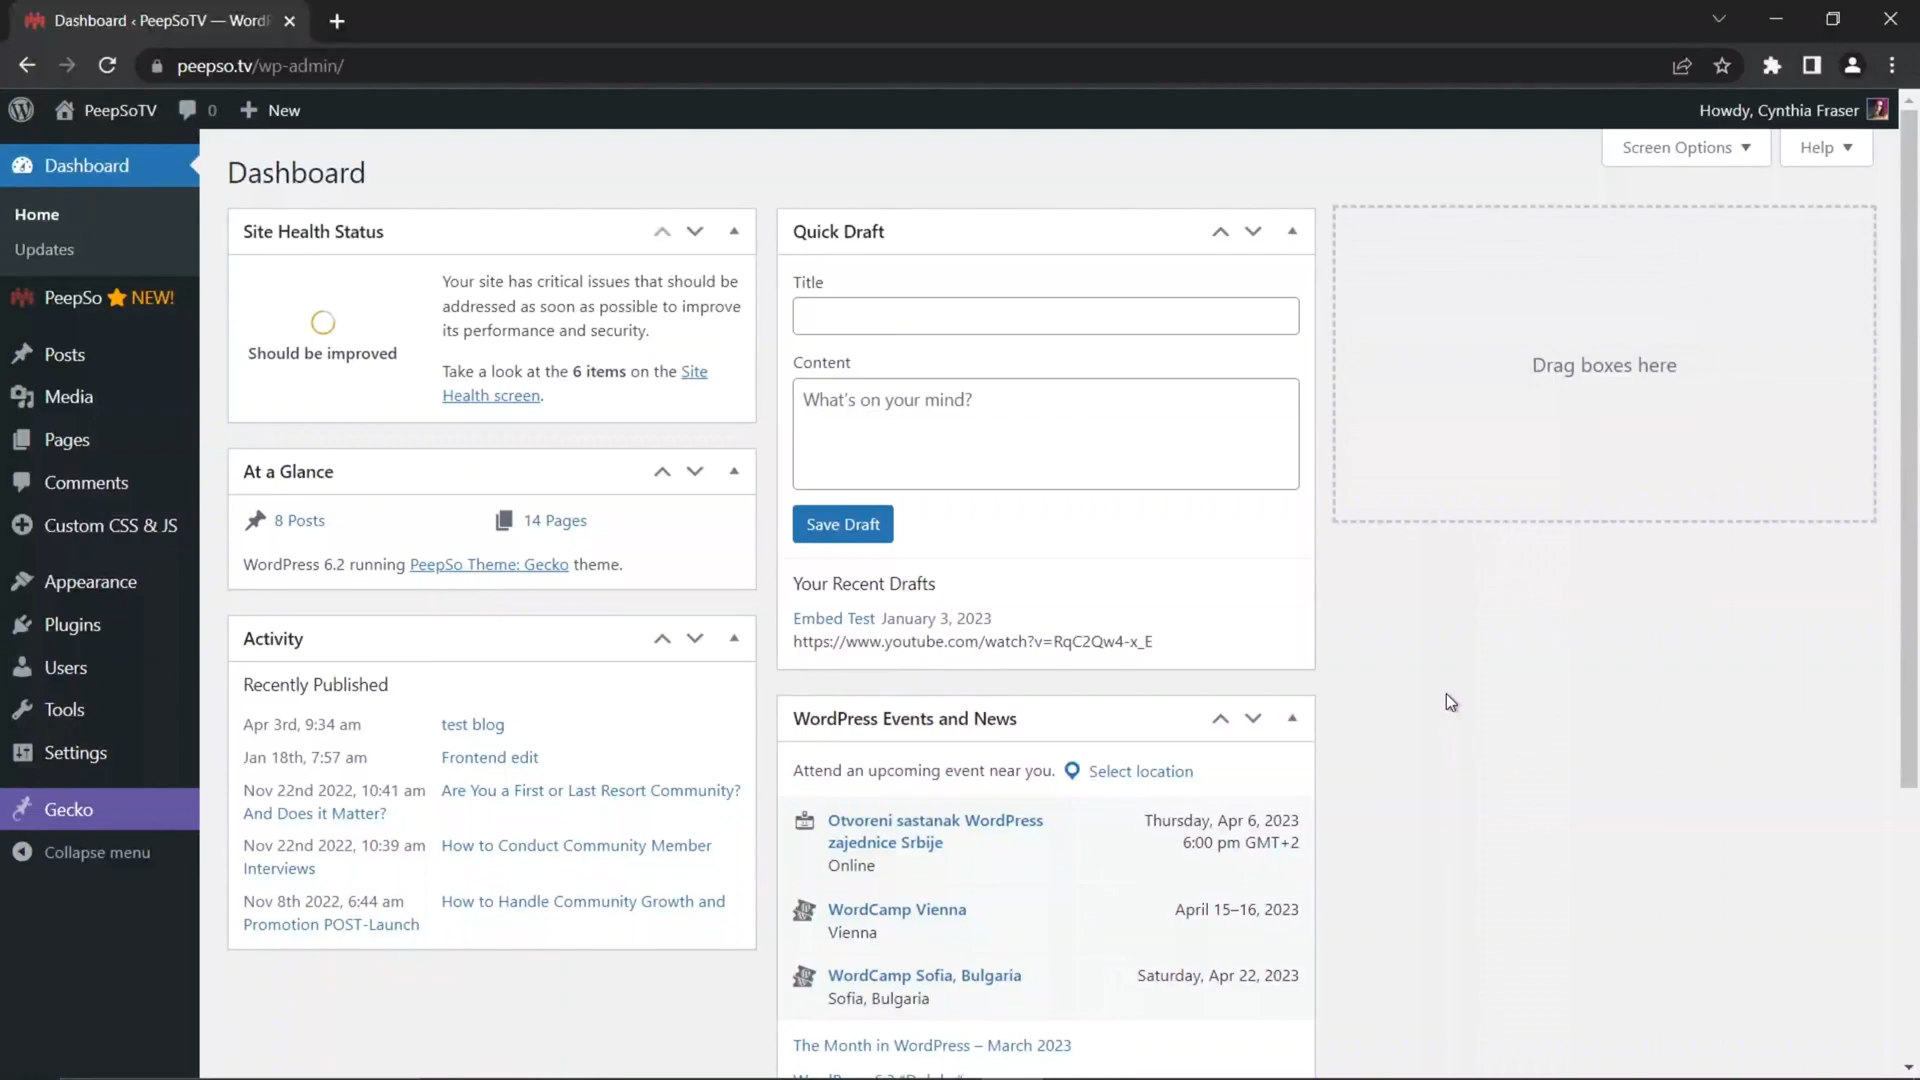 Dashboard ‹ PeepSoTV — WordP
peepso.tv/wp-admin/
PeepSoTV
0
New
Howdy, Cynthia Fraser
Screen Options
Help
Dashboard
Home
Updates
PeepSo NEW!
Posts
Media
Pages
Comments
Custom CSS & JS
Appearance
Plugins
Users
Tools
Settings
Gecko
Collapse menu
Dashboard
Site Health Status
Should be improved
Your site has critical issues that should be
addressed as soon as possible to improve
its performance and security.
Take a look at the 6 items on the Site
Health screen.
At a Glance
8 Posts
14 Pages
WordPress 6.2 running PeepSo Theme: Gecko theme.
Activity
Recently Published
Apr 3rd, 9:34 am test blog
Jan 18th, 7:57 am Frontend edit
Nov 22nd 2022, 10:41 am Are You a First or Last Resort Community?
And Does it Matter?
Nov 22nd 2022, 10:39 am How to Conduct Community Member
Interviews
Nov 8th 2022, 6:44 am How to Handle Community Growth and
Promotion POST-Launch
Quick Draft
Title
Content
What's on your mind?
Save Draft
Your Recent Drafts
Embed Test January 3, 2023
https://www.youtube.com/watch?v=RqC2Qw4-x_E
WordPress Events and News
Attend an upcoming event near you. Select location
Otvoreni sastanak WordPress
zajednice Srbije
Online
Thursday, Apr 6, 2023
6:00 pm GMT+2
WordCamp Vienna
Vienna
April 15–16, 2023
WordCamp Sofia, Bulgaria
Sofia, Bulgaria
Saturday, Apr 22, 2023
The Month in WordPress – March 2023
Drag boxes here